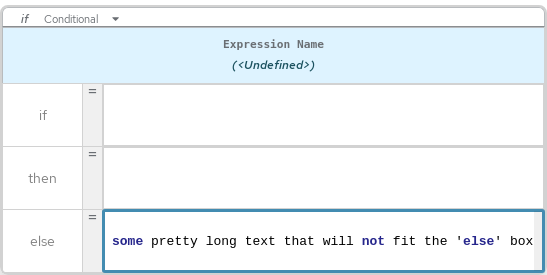 if Conditional
Expression Name
(<Undefined>)
if =
then =
else = some pretty long text that will not fit the 'else' box